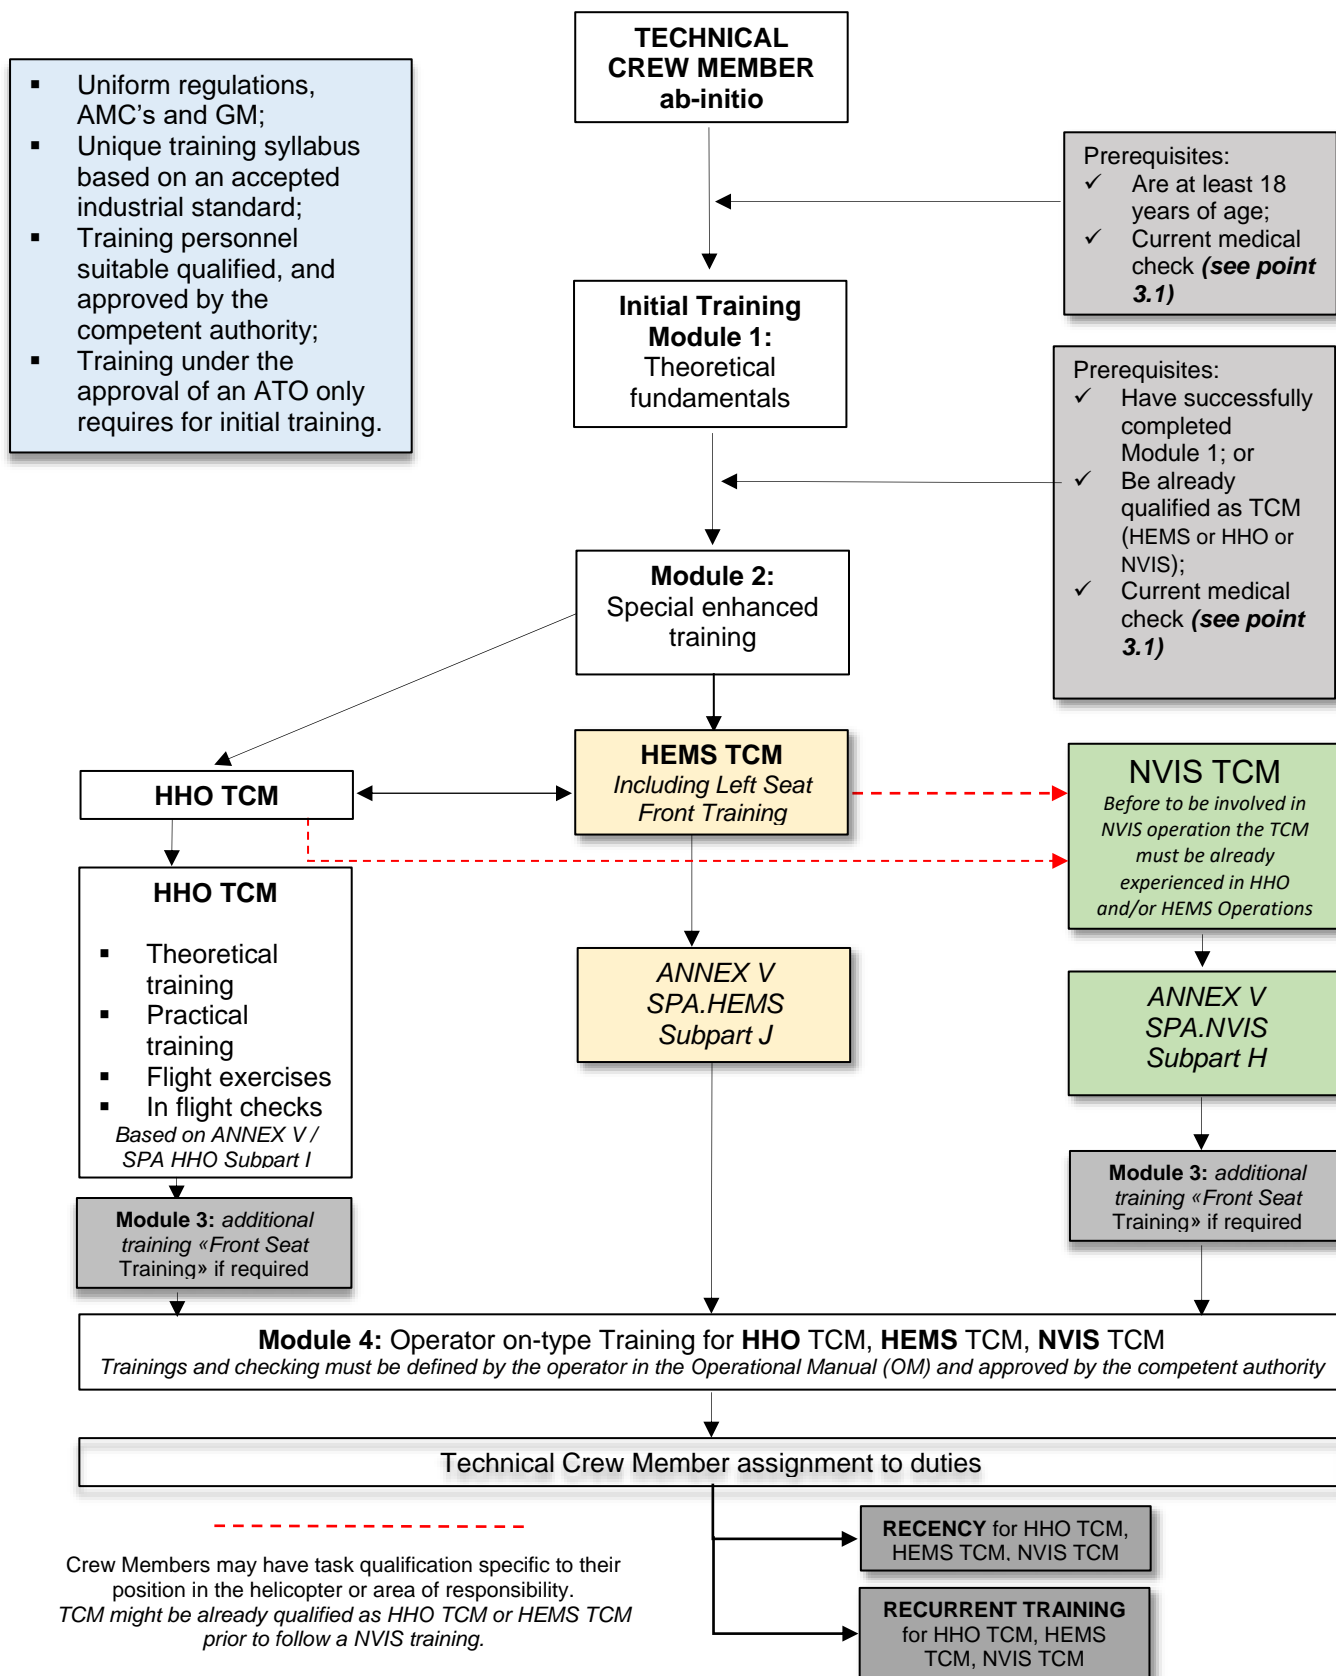 TECHNICAL
CREW MEMBER
ab-initio
▪ Uniform regulations,
AMC's and GM;
▪ Unique training syllabus
based on an accepted
industrial standard;
▪ Training personnel
suitable qualified, and
approved by the
competent authority;
▪ Training under the
approval of an ATO only
requires for initial training.
Prerequisites:
✓ Are at least 18
years of age;
✓ Current medical
check (see point
3.1)
Initial Training
Module 1:
Theoretical
fundamentals
Prerequisites:
✓ Have successfully
completed
Module 1; or
✓ Be already
qualified as TCM
(HEMS or HHO or
NVIS);
✓ Current medical
check (see point
3.1)
Module 2:
Special enhanced
training
HHO TCM
HEMS TCM
Including Left Seat
Front Training
NVIS TCM
Before to be involved in
NVIS operation the TCM
must be already
experienced in HHO
and/or HEMS Operations
HHO TCM
▪ Theoretical
training
▪ Practical
training
▪ Flight exercises
▪ In flight checks
Based on ANNEX V /
SPA HHO Subpart I
ANNEX V
SPA.HEMS
Subpart J
ANNEX V
SPA.NVIS
Subpart H
Module 3: additional
training «Front Seat
Training» if required
Module 3: additional
training «Front Seat
Training» if required
Module 4: Operator on-type Training for HHO TCM, HEMS TCM, NVIS TCM
Trainings and checking must be defined by the operator in the Operational Manual (OM) and approved by the competent authority
Technical Crew Member assignment to duties
Crew Members may have task qualification specific to their
position in the helicopter or area of responsibility.
TCM might be already qualified as HHO TCM or HEMS TCM
prior to follow a NVIS training.
RECENCY for HHO TCM,
HEMS TCM, NVIS TCM
RECURRENT TRAINING
for HHO TCM, HEMS
TCM, NVIS TCM